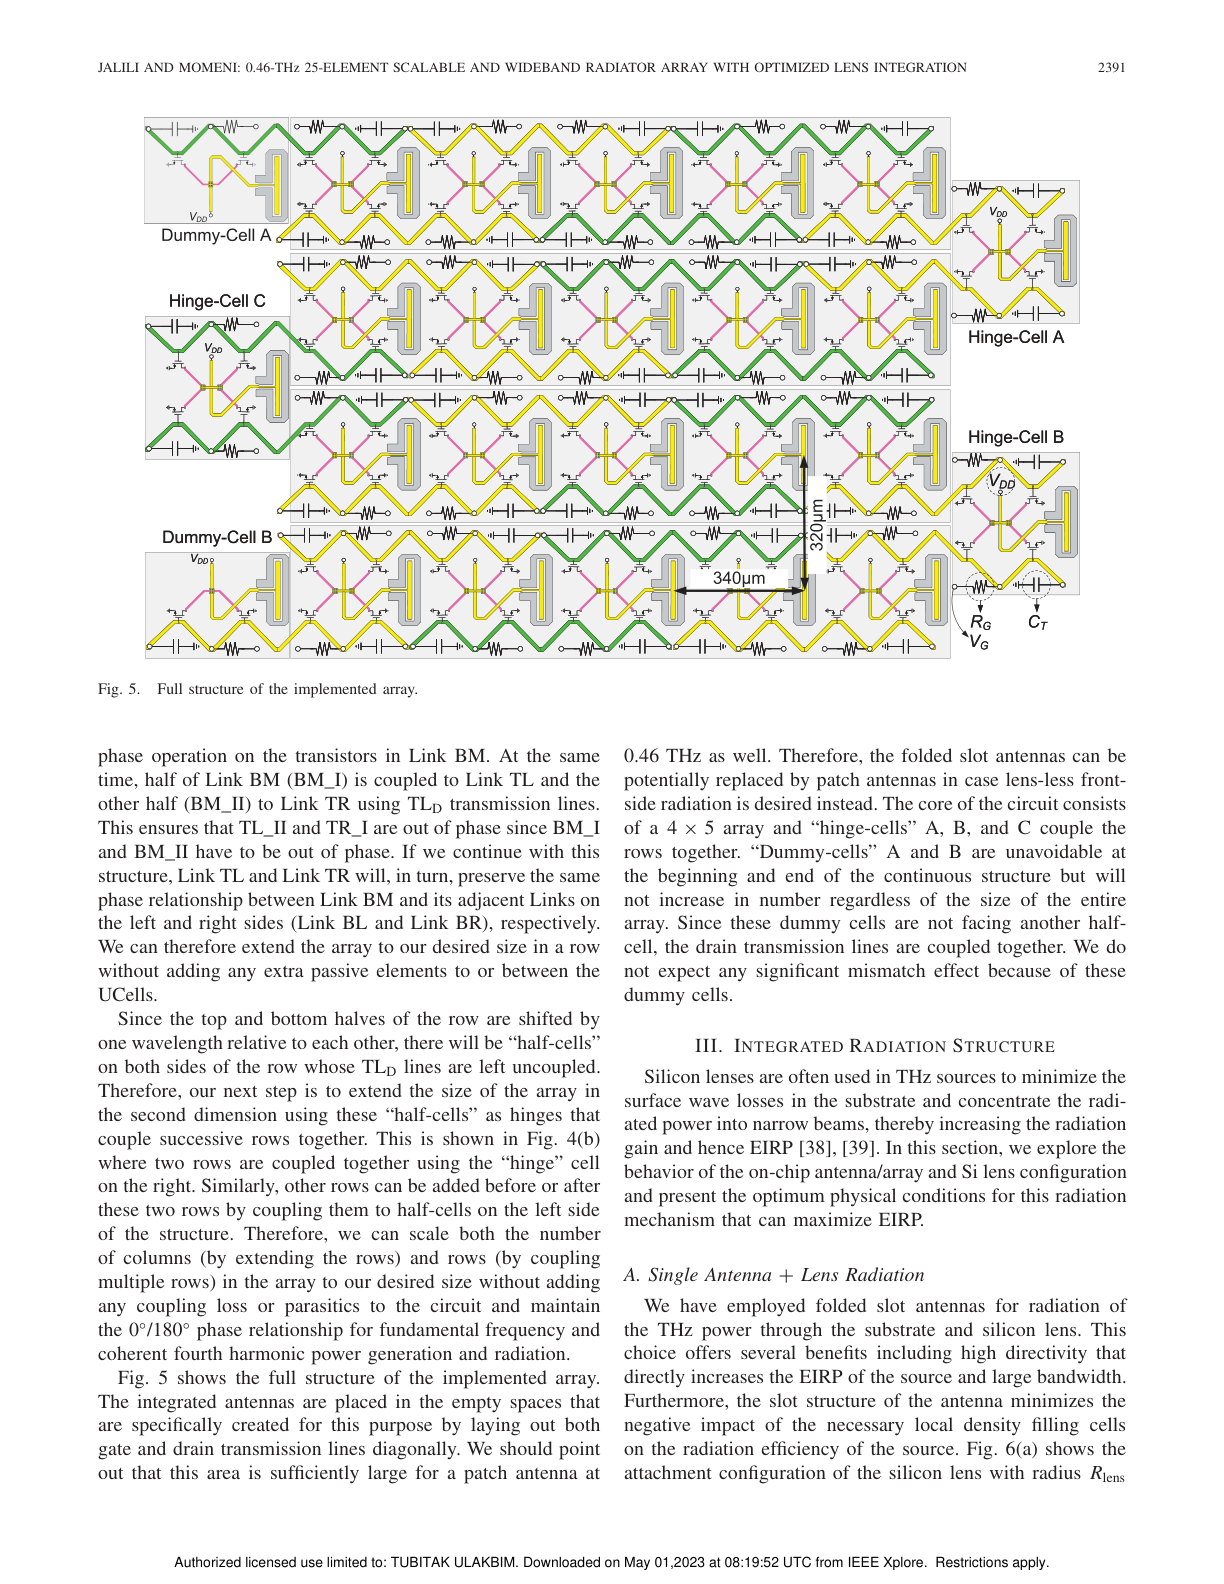 JALILI AND MOMENI: 0.46-THz 25-ELEMENT SCALABLE AND WIDEBAND RADIATOR ARRAY WITH OPTIMIZED LENS INTEGRATION 2391
VDD
Dummy-Cell A
VDD
Hinge-Cell A
Hinge-Cell C
VDD
Hinge-Cell B
VDD
320µm
Dummy-Cell B
VDD
340µm
RG
CT
VG
Fig. 5. Full structure of the implemented array.
phase operation on the transistors in Link BM. At the same
time, half of Link BM (BM_I) is coupled to Link TL and the
other half (BM_II) to Link TR using TLD transmission lines.
This ensures that TL_II and TR_I are out of phase since BM_I
and BM_II have to be out of phase. If we continue with this
structure, Link TL and Link TR will, in turn, preserve the same
phase relationship between Link BM and its adjacent Links on
the left and right sides (Link BL and Link BR), respectively.
We can therefore extend the array to our desired size in a row
without adding any extra passive elements to or between the
UCells.
Since the top and bottom halves of the row are shifted by
one wavelength relative to each other, there will be “half-cells”
on both sides of the row whose TLD lines are left uncoupled.
Therefore, our next step is to extend the size of the array in
the second dimension using these “half-cells” as hinges that
couple successive rows together. This is shown in Fig. 4(b)
where two rows are coupled together using the “hinge” cell
on the right. Similarly, other rows can be added before or after
these two rows by coupling them to half-cells on the left side
of the structure. Therefore, we can scale both the number
of columns (by extending the rows) and rows (by coupling
multiple rows) in the array to our desired size without adding
any coupling loss or parasitics to the circuit and maintain
the 0°/180° phase relationship for fundamental frequency and
coherent fourth harmonic power generation and radiation.
Fig. 5 shows the full structure of the implemented array.
The integrated antennas are placed in the empty spaces that
are specifically created for this purpose by laying out both
gate and drain transmission lines diagonally. We should point
out that this area is sufficiently large for a patch antenna at
0.46 THz as well. Therefore, the folded slot antennas can be
potentially replaced by patch antennas in case lens-less front-
side radiation is desired instead. The core of the circuit consists
of a 4 × 5 array and “hinge-cells” A, B, and C couple the
rows together. “Dummy-cells” A and B are unavoidable at
the beginning and end of the continuous structure but will
not increase in number regardless of the size of the entire
array. Since these dummy cells are not facing another half-
cell, the drain transmission lines are coupled together. We do
not expect any significant mismatch effect because of these
dummy cells.
III. INTEGRATED RADIATION STRUCTURE
Silicon lenses are often used in THz sources to minimize the
surface wave losses in the substrate and concentrate the radi-
ated power into narrow beams, thereby increasing the radiation
gain and hence EIRP [38], [39]. In this section, we explore the
behavior of the on-chip antenna/array and Si lens configuration
and present the optimum physical conditions for this radiation
mechanism that can maximize EIRP.
A. Single Antenna + Lens Radiation
We have employed folded slot antennas for radiation of
the THz power through the substrate and silicon lens. This
choice offers several benefits including high directivity that
directly increases the EIRP of the source and large bandwidth.
Furthermore, the slot structure of the antenna minimizes the
negative impact of the necessary local density filling cells
on the radiation efficiency of the source. Fig. 6(a) shows the
attachment configuration of the silicon lens with radius Rlens
Authorized licensed use limited to: TUBITAK ULAKBIM. Downloaded on May 01,2023 at 08:19:52 UTC from IEEE Xplore. Restrictions apply.